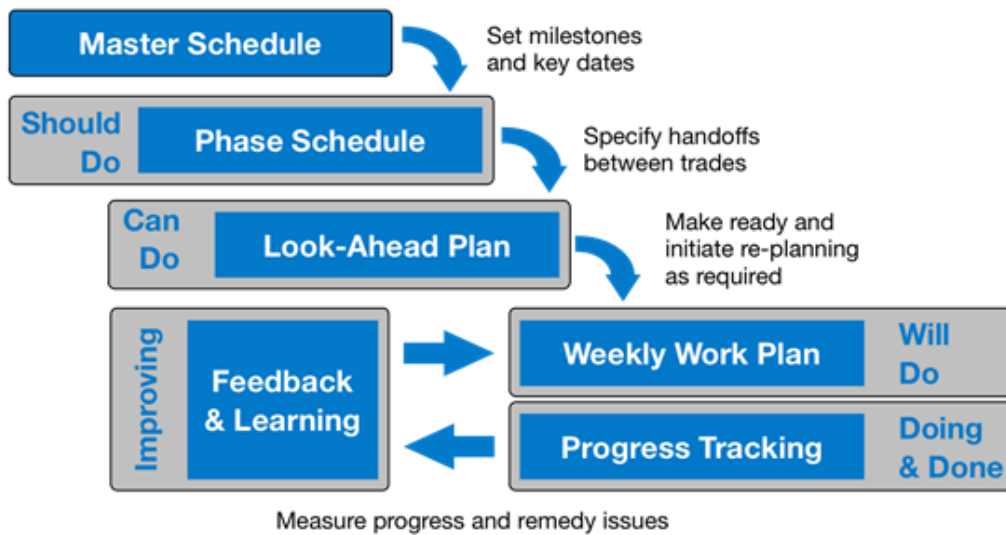 Master Schedule
Set milestones
and key dates
Should
Do
Phase Schedule
Specify handoffs
between trades
Can
Do
Look-Ahead Plan
Make ready and
initiate re-planning
as required
Improving
Feedback
& Learning
Weekly Work Plan
Will
Do
Progress Tracking
Doing
& Done
Measure progress and remedy issues